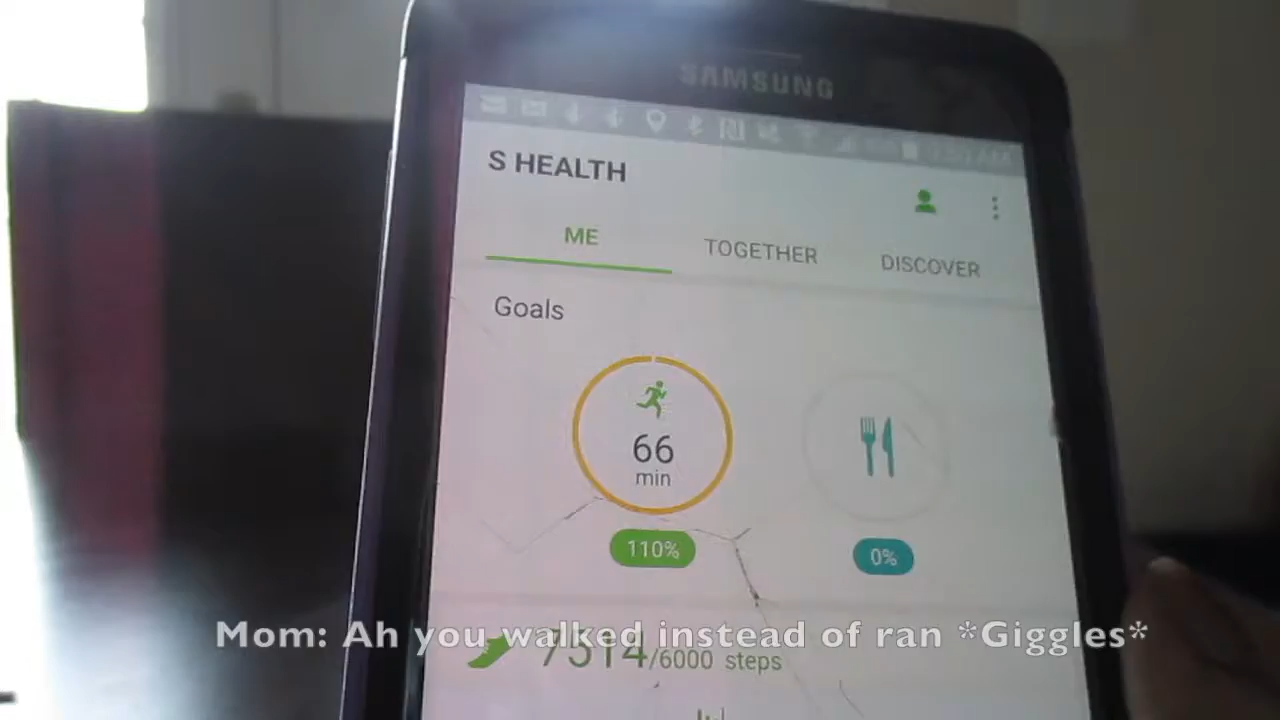 SAMSUNG
S HEALTH
ME TOGETHER DISCOVER
Goals
66
min
110% 0%
Mom: Ah you walked instead of ran *Giggles*
7514/6000 steps